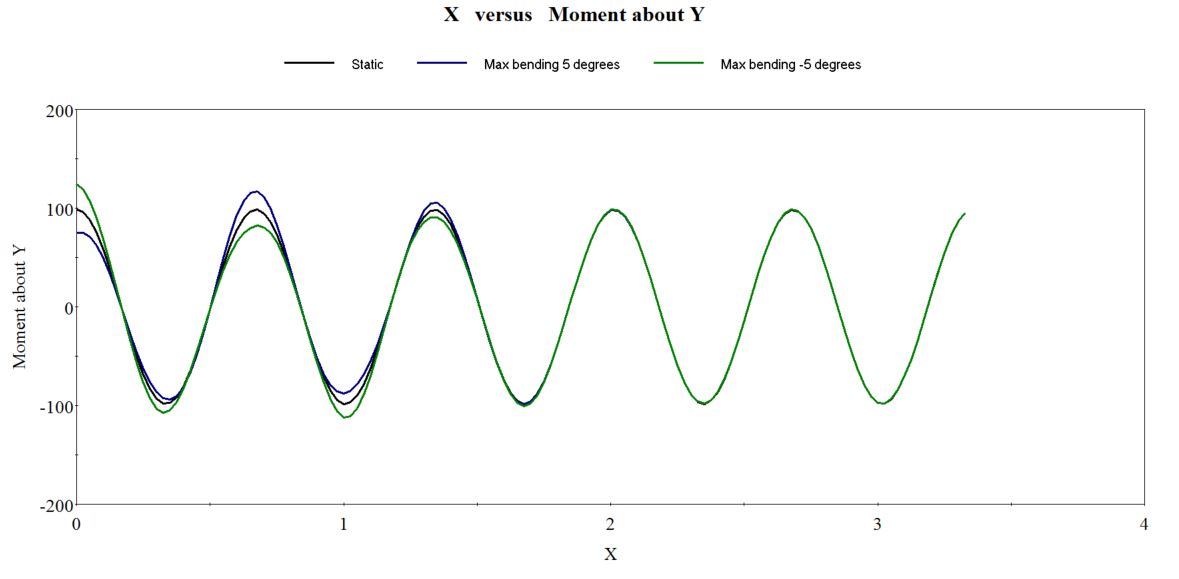 X versus Moment about Y
Static Max bending 5 degrees Max bending -5 degrees
200
100
0
-100
-200
Moment about Y
0 1 2 3 4
X